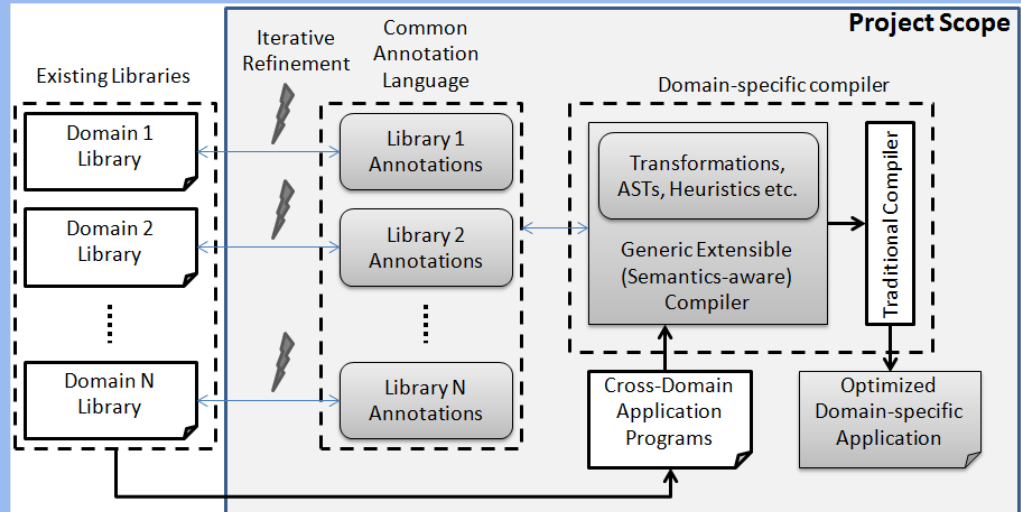 Project Scope
Existing Libraries
Iterative
Refinement
Common
Annotation
Language
Domain-specific compiler
Domain 1
Library
Domain 2
Library
Domain N
Library
Library 1
Annotations
Library 2
Annotations
Library N
Annotations
Transformations,
ASTs, Heuristics etc.
Generic Extensible
(Semantics-aware)
Compiler
Traditional Compiler
Cross-Domain
Application
Programs
Optimized
Domain-specific
Application